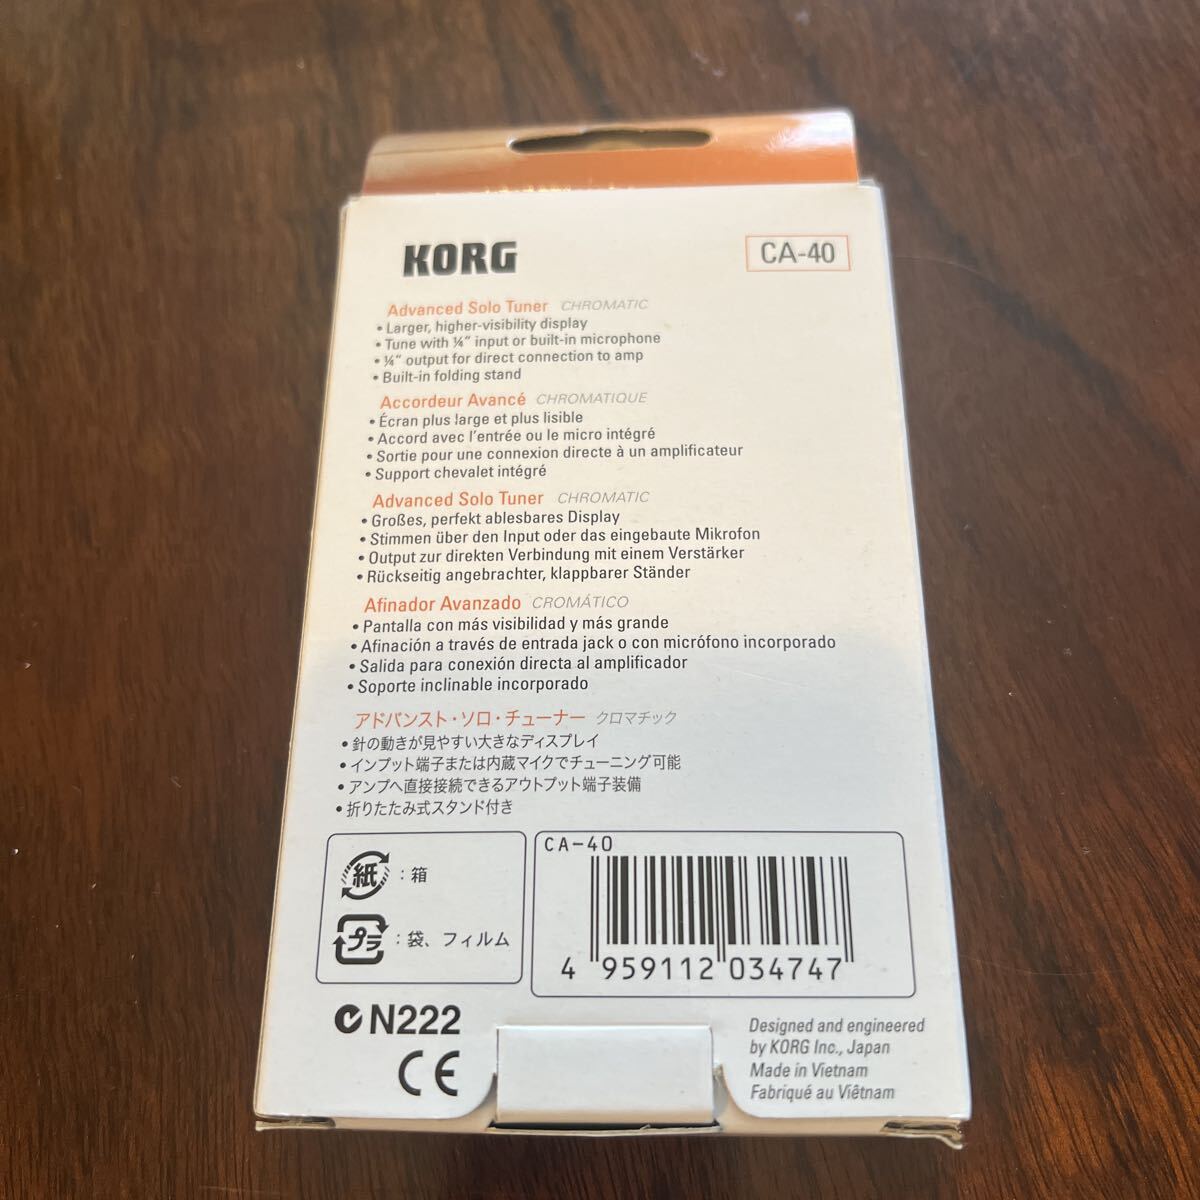 KORG
CA-40
Advanced Solo Tuner CHROMATIC
• Larger, higher-visibility display
• Tune with ¼" input or built-in microphone
• ¼" output for direct connection to amp
• Built-in folding stand
Accordeur Avancé CHROMATIQUE
• Écran plus large et plus lisible
• Accord avec l'entrée ou le micro intégré
• Sortie pour une connexion directe à un amplificateur
• Support chevalet intégré
Advanced Solo Tuner CHROMATIC
• Großes, perfekt ablesbares Display
• Stimmen über den Input oder das eingebaute Mikrofon
• Output zur direkten Verbindung mit einem Verstärker
• Rückseitig angebrachter, klappbarer Ständer
Afinador Avanzado CROMÁTICO
• Pantalla con más visibilidad y más grande
• Afinación a través de entrada jack o con micrófono incorporado
• Salida para conexión directa al amplificador
• Soporte inclinable incorporado
アドバンスト・ソロ・チューナー クロマチック
• 針の動きが見やすい大きなディスプレイ
• インプット端子または内蔵マイクでチューニング可能
• アンプへ直接接続できるアウトプット端子装備
• 折りたたみ式スタンド付き
紙 : 箱
プラ : 袋、フィルム
CA-40
4 959112 034747
N222
CE
Designed and engineered
by KORG Inc., Japan
Made in Vietnam
Fabriqué au Viêtnam